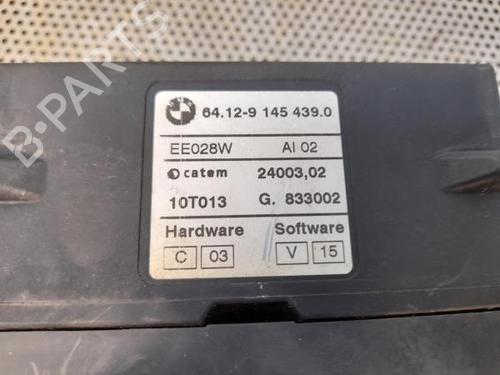 64.12-9 145 439.0
EE028W AI 02
catem 24003,02
10T013 G. 833002
Hardware Software
C 03 V 15
B-PARTS